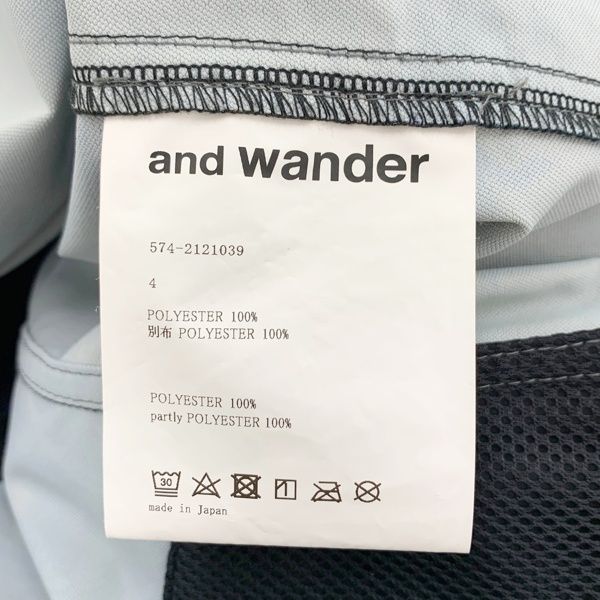 and wander
574-2121039
4
POLYESTER 100%
別布 POLYESTER 100%
POLYESTER 100%
partly POLYESTER 100%
30
made in Japan